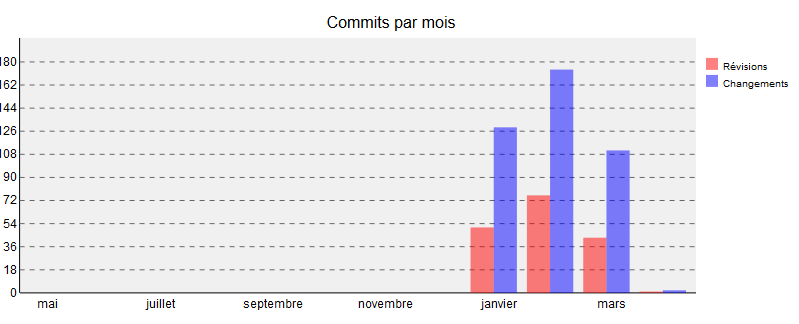 Commits par mois
180
162
144
126
108
90
72
54
36
18
0
mai juillet septembre novembre janvier mars
Révisions
Changements